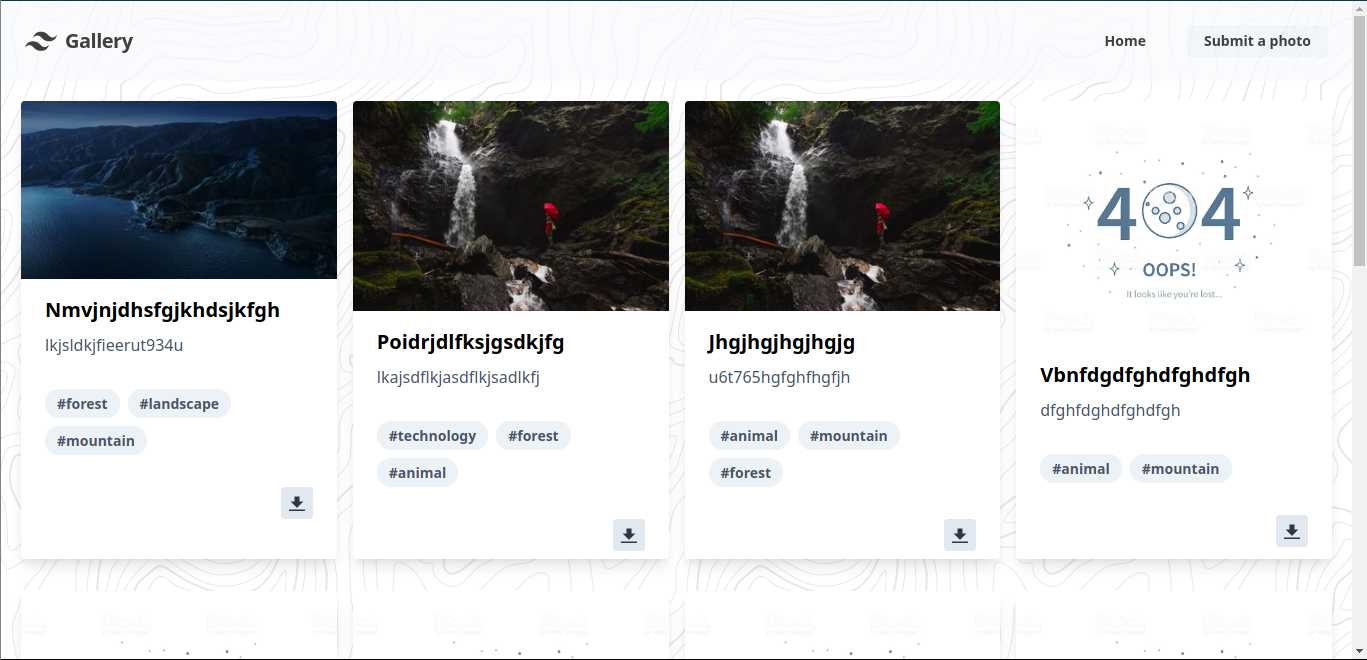 Gallery
Home
Submit a photo
Nmvjnjdhsfgjkhdsjkfgh
lkjsldkjfieerut934u
#forest #landscape
#mountain
Poidrjdlfksjgsdkjfg
lkajsdflkjasdflkjsadlkfj
#technology #forest
#animal
Jhgjhgjhgjhgjg
u6t765hgfghfhgfjh
#animal #mountain
#forest
404
OOPS!
It looks like you're lost...
Vbnfdgdfghdfghdfgh
dfghfdghdfghdfgh
#animal #mountain